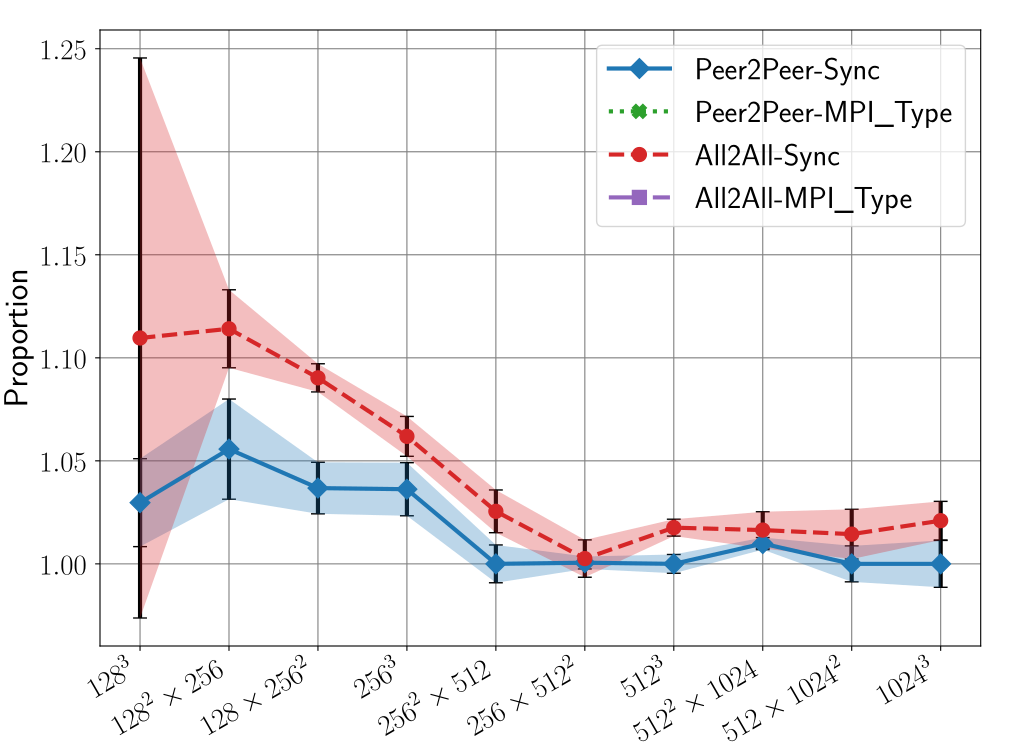 1.25
1.20
1.15
1.10
1.05
1.00
Proportion
Peer2Peer-Sync
Peer2Peer-MPI_Type
All2All-Sync
All2All-MPI_Type
128³
128² × 256
128 × 256²
256³
256² × 512
256 × 512²
512³
512² × 1024
512 × 1024²
1024³